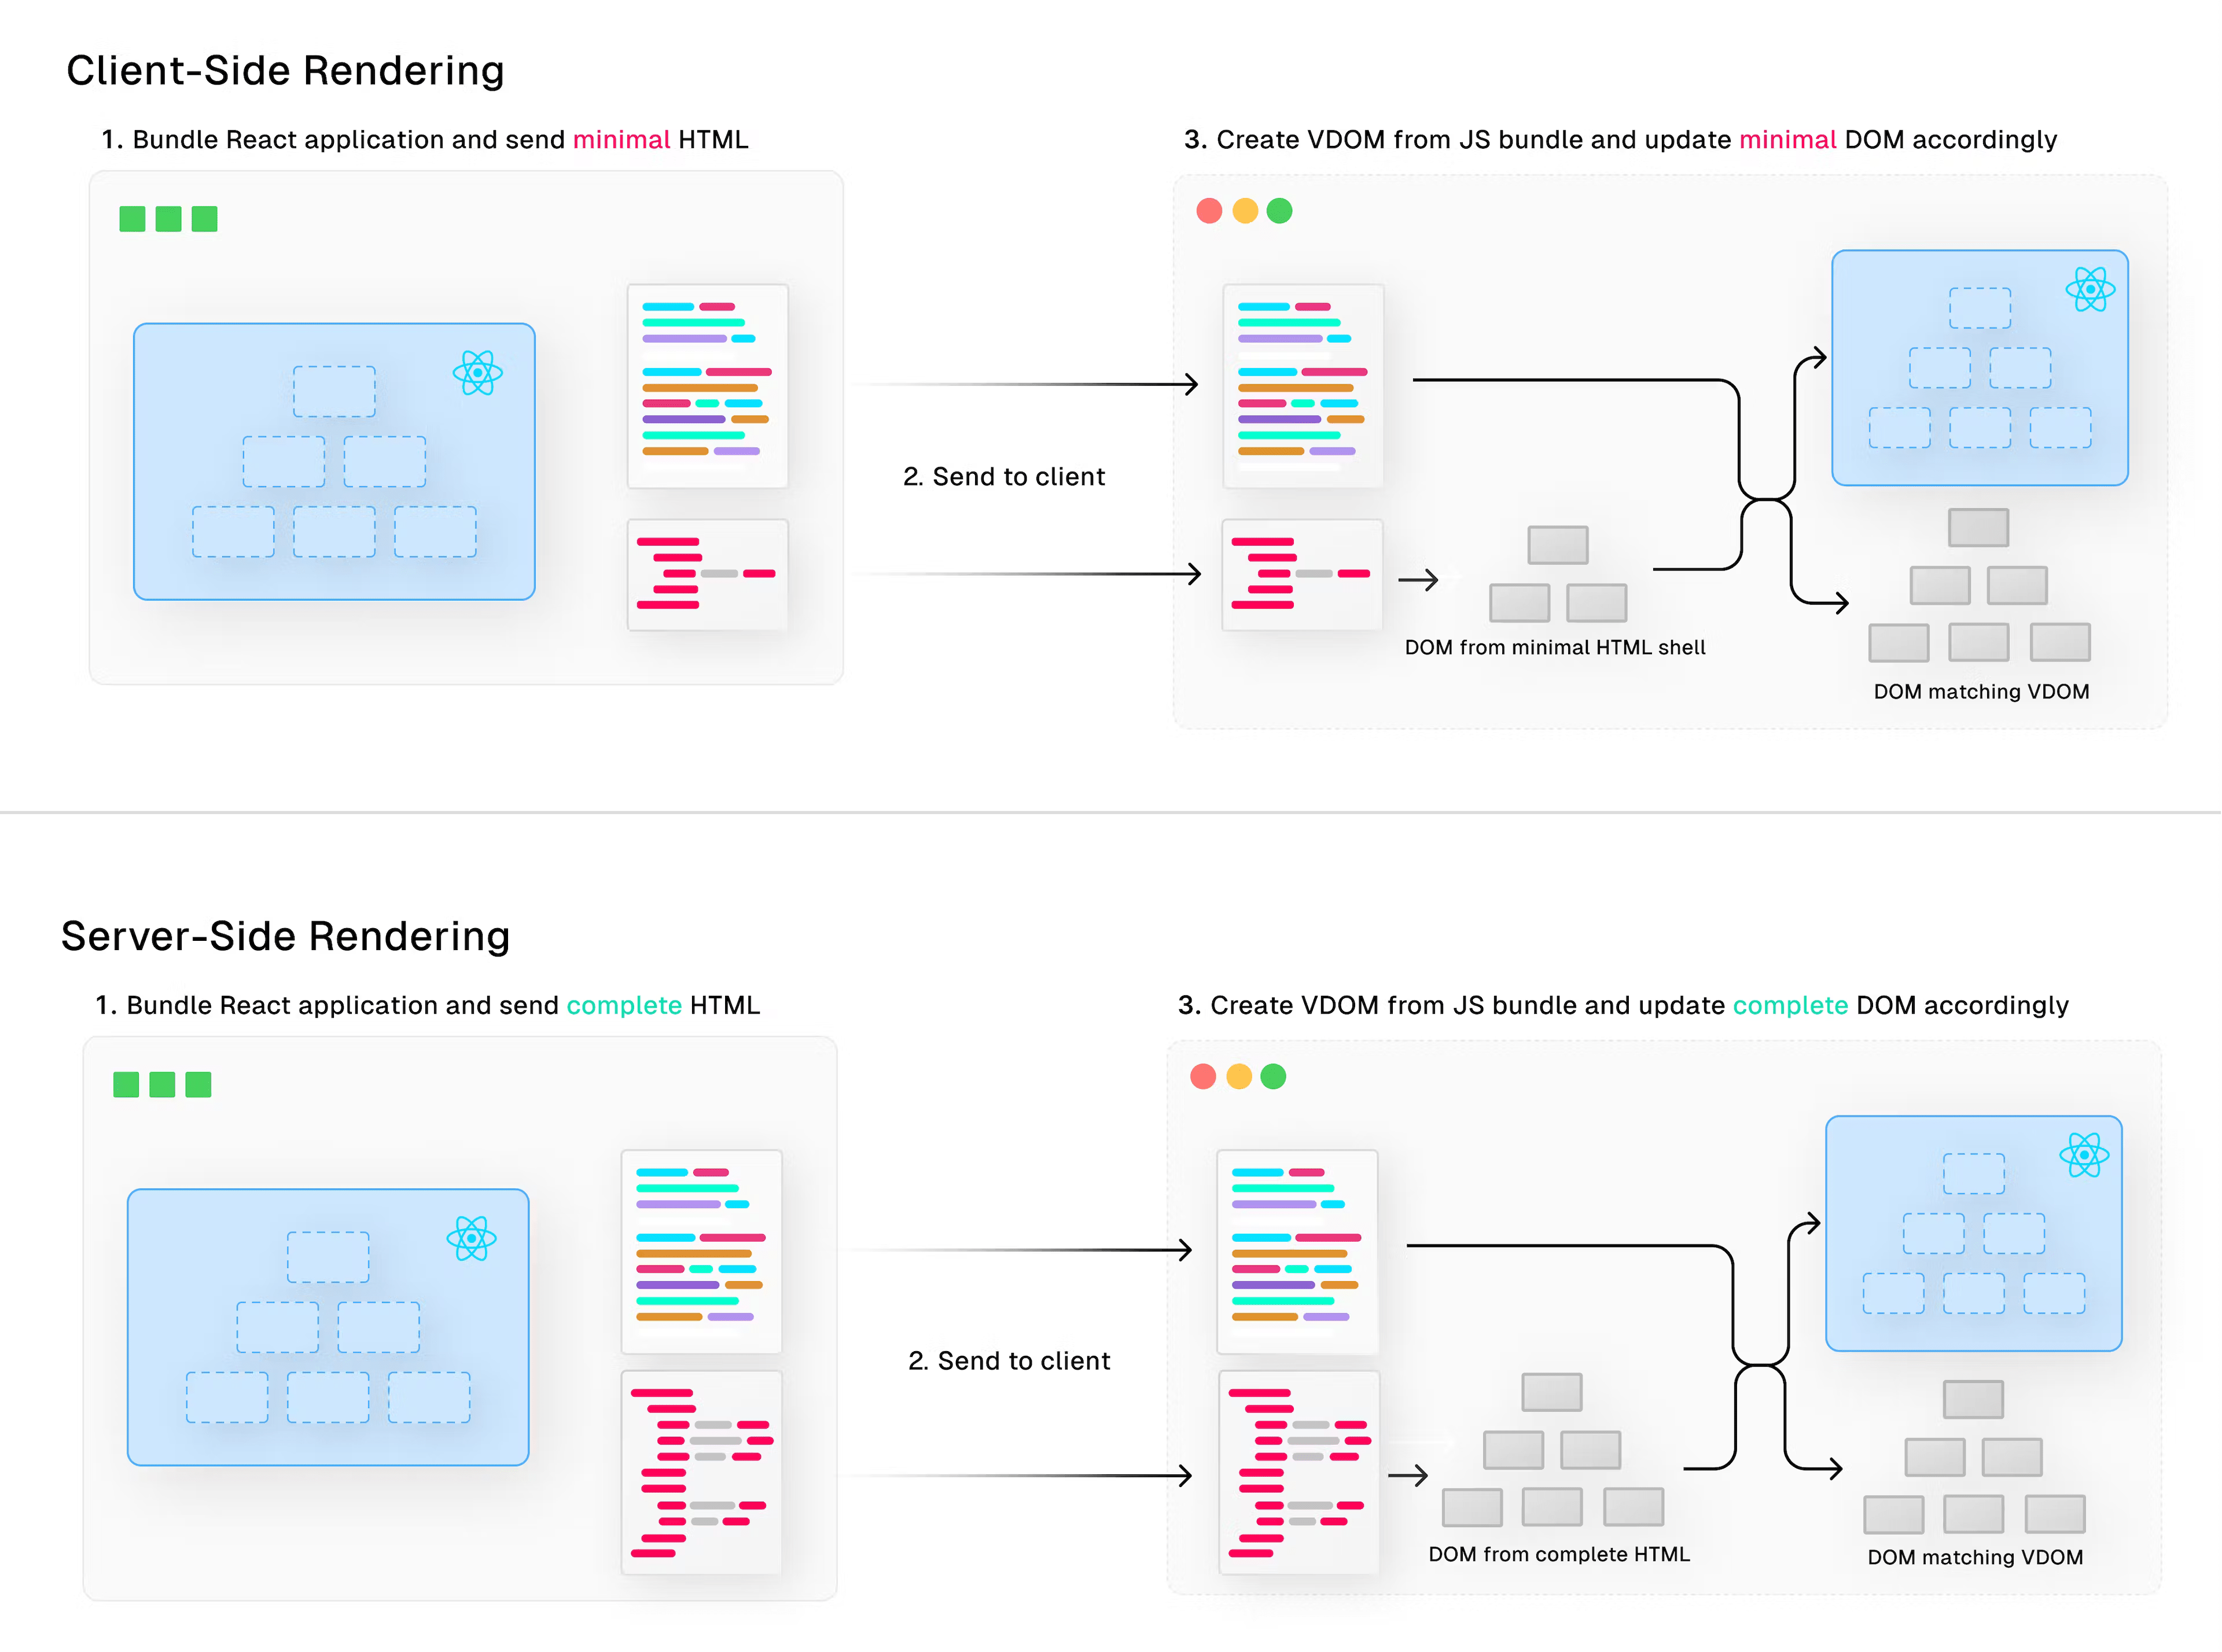 Client-Side Rendering
1. Bundle React application and send minimal HTML
3. Create VDOM from JS bundle and update minimal DOM accordingly
2. Send to client
DOM from minimal HTML shell
DOM matching VDOM
Server-Side Rendering
1. Bundle React application and send complete HTML
3. Create VDOM from JS bundle and update complete DOM accordingly
2. Send to client
DOM from complete HTML
DOM matching VDOM